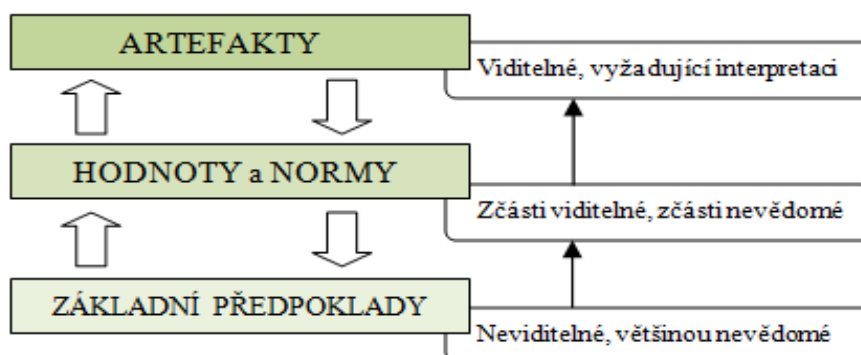 ARTEFAKTY
Viditelné, vyžadující interpretaci
HODNOTY a NORMY
Zčásti viditelné, zčásti nevědomé
ZÁKLADNÍ PŘEDPOKLADY
Neviditelné, většinou nevědomé